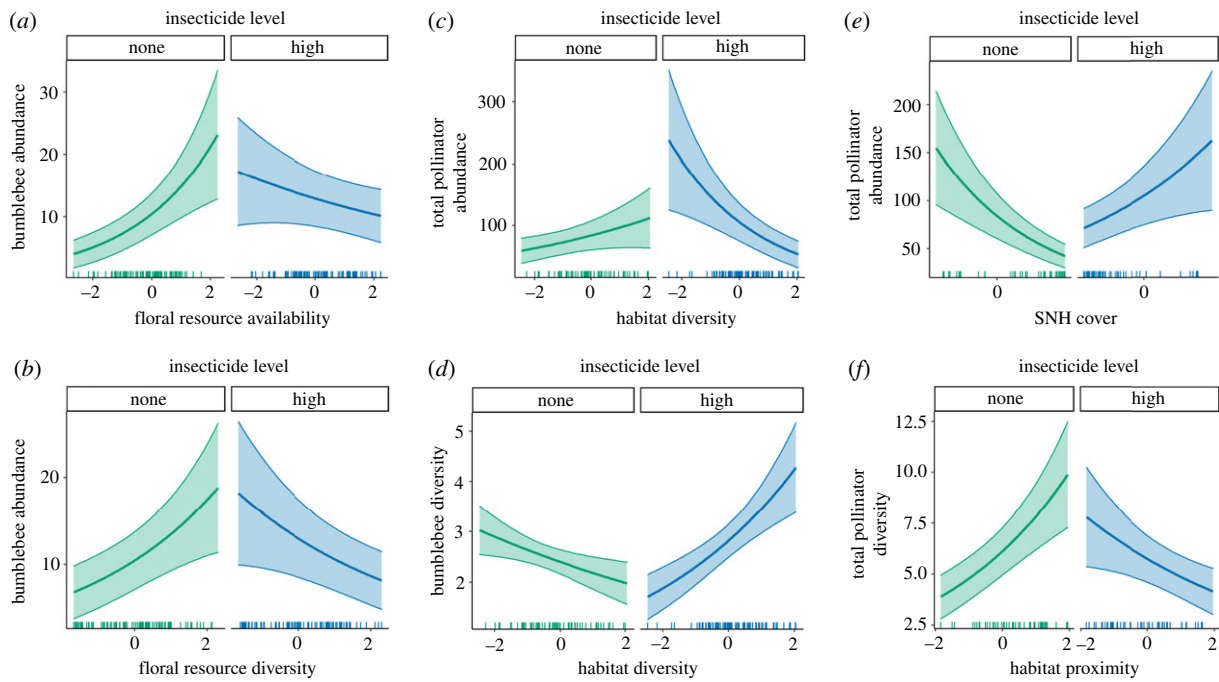 (a)
insecticide level
none
high
bumblebee abundance
30
20
10
−2
0
2
−2
0
2
floral resource availability
(c)
insecticide level
none
high
total pollinator
abundance
300
200
100
−2
0
2
−2
0
2
habitat diversity
(e)
insecticide level
none
high
total pollinator
abundance
200
150
100
50
0
0
SNH cover
(b)
insecticide level
none
high
bumblebee abundance
20
10
0
2
0
2
floral resource diversity
(d)
insecticide level
none
high
bumblebee diversity
5
4
3
2
−2
0
2
−2
0
2
habitat diversity
(f)
insecticide level
none
high
total pollinator
diversity
12.5
10.0
7.5
5.0
2.5
−2
0
2
−2
0
2
habitat proximity